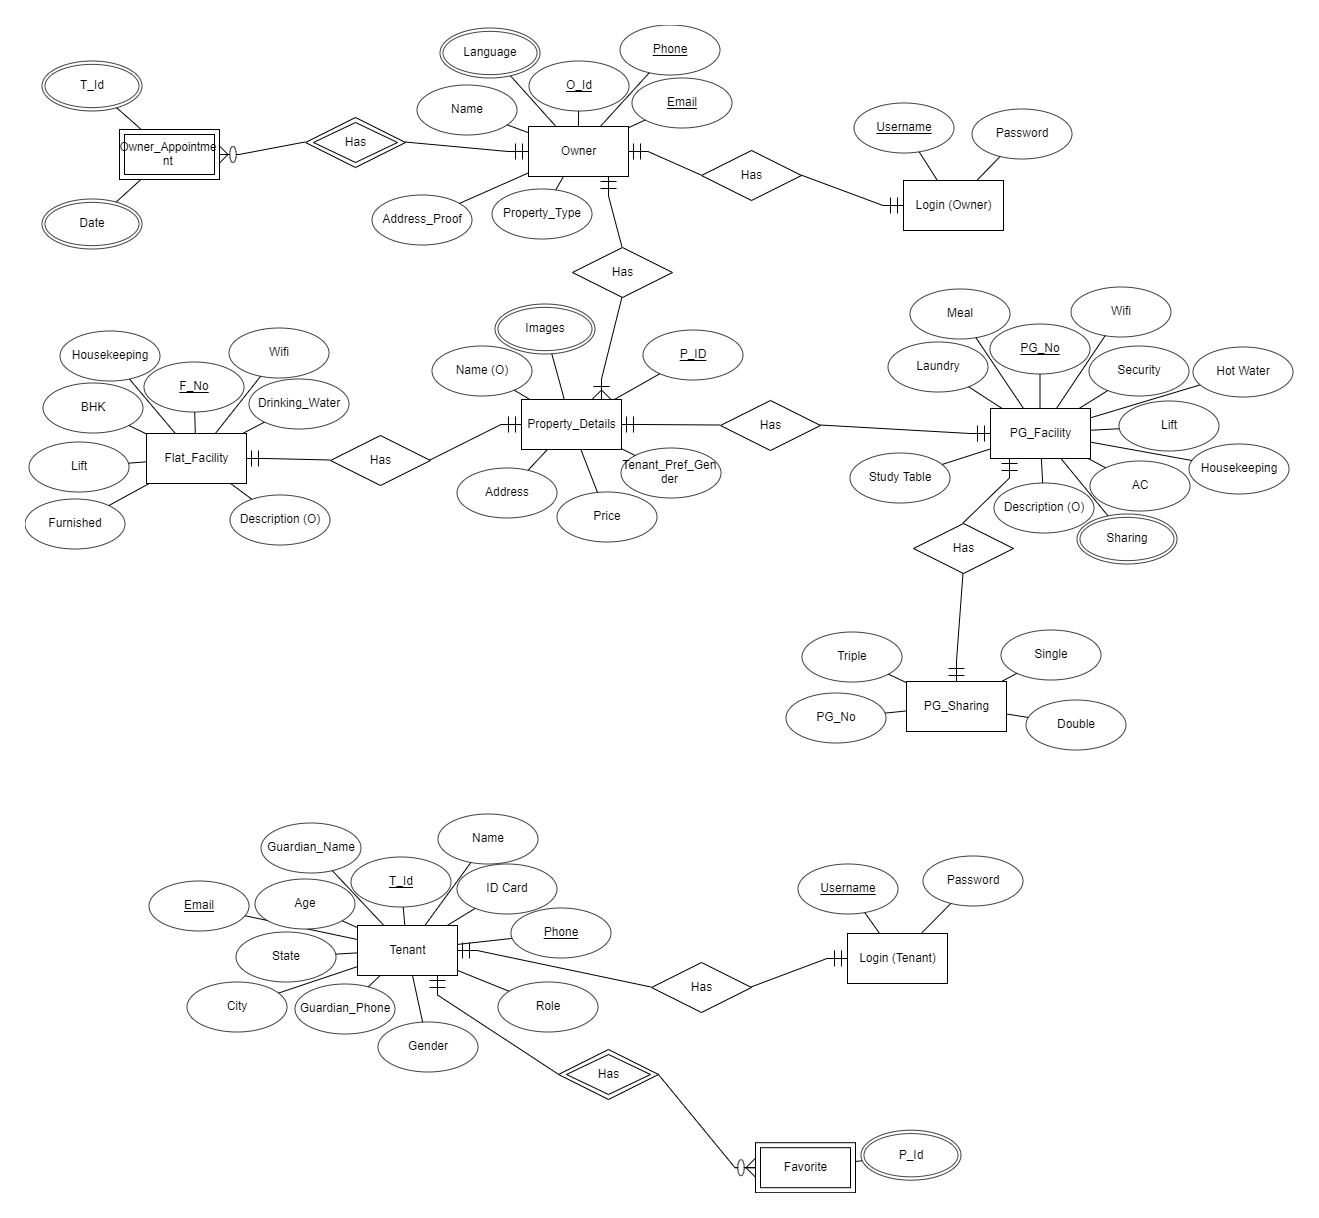 Language
Phone
T_Id
O_Id
Email
Name
Username
Password
Owner_Appointme
nt
Has
Owner
Has
Login (Owner)
Address_Proof
Property_Type
Date
Has
Images
Meal
Wifi
Housekeeping
Wifi
P_ID
PG_No
Name (O)
Laundry
Security
Hot Water
F_No
BHK
Drinking_Water
Property_Details
Has
PG_Facility
Lift
Flat_Facility
Has
Lift
Tenant_Pref_Gen
der
Study Table
Housekeeping
AC
Address
Description (O)
Furnished
Description (O)
Price
Sharing
Has
Triple
Single
PG_Sharing
PG_No
Double
Guardian_Name
Name
T_Id
ID Card
Username
Password
Email
Age
Phone
Tenant
State
Login (Tenant)
Has
City
Guardian_Phone
Role
Gender
Has
Favorite
P_Id